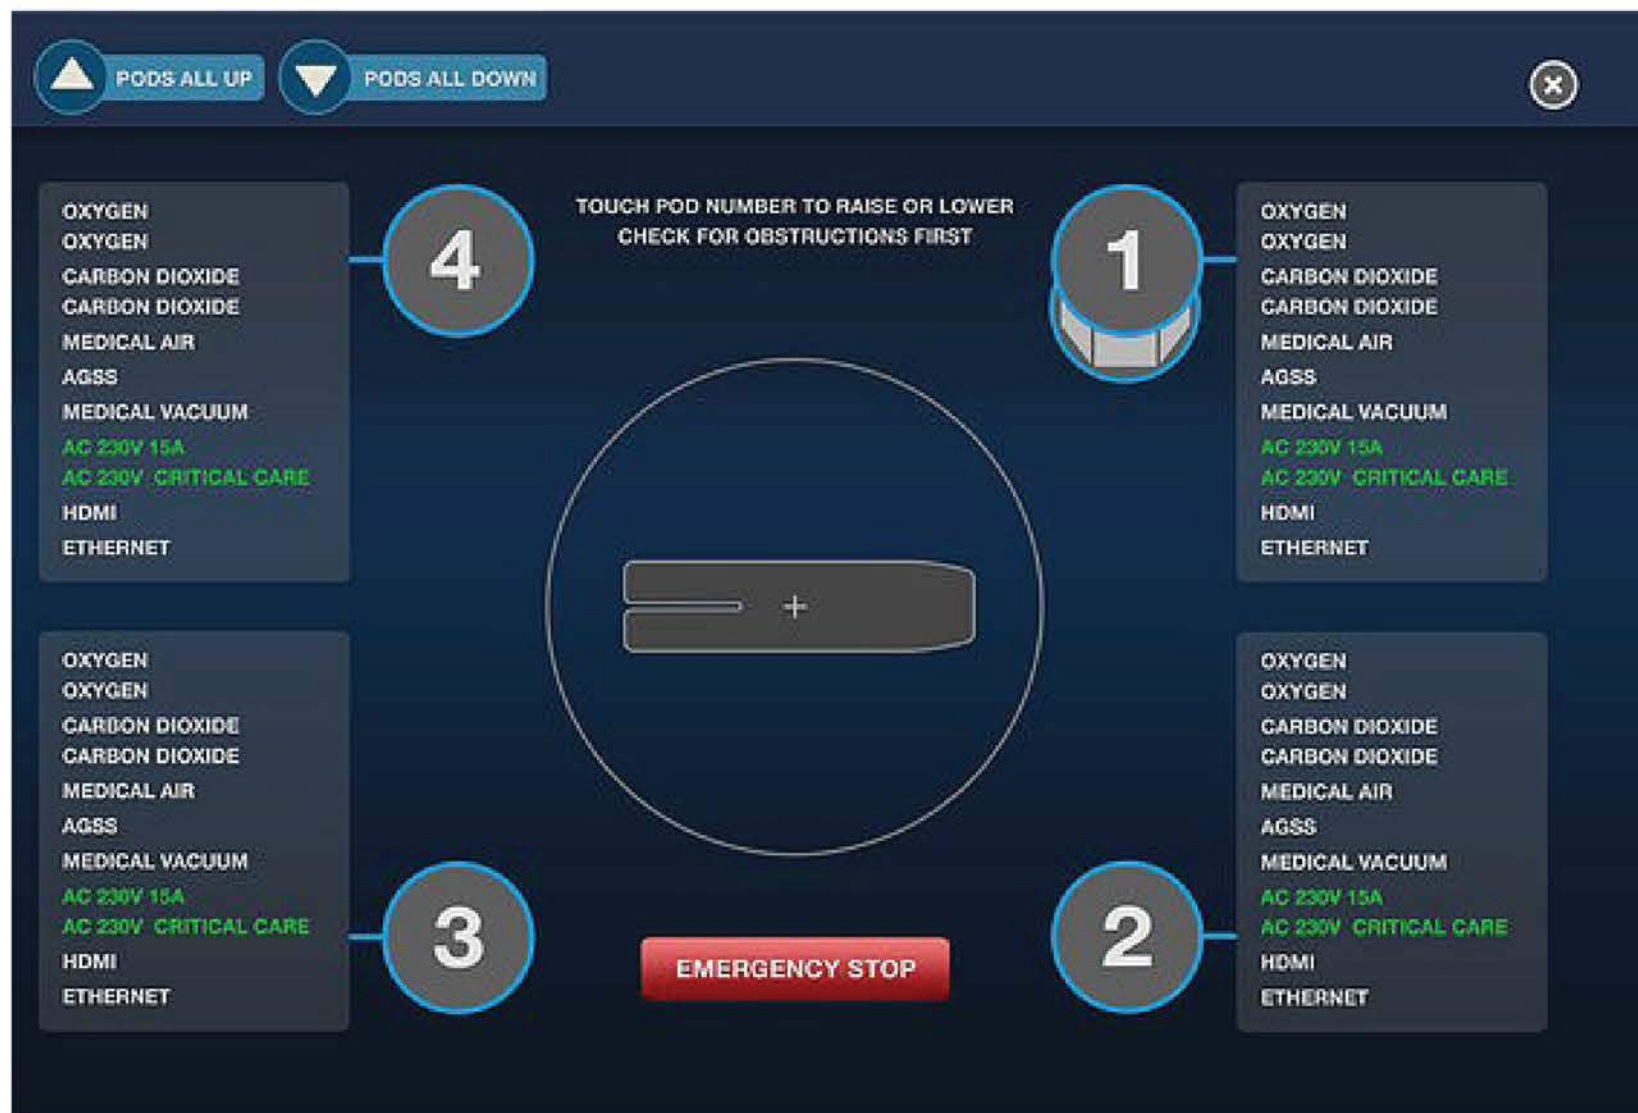 PODS ALL UP
PODS ALL DOWN
OXYGEN
OXYGEN
CARBON DIOXIDE
CARBON DIOXIDE
MEDICAL AIR
AGSS
MEDICAL VACUUM
AC 230V 15A
AC 230V CRITICAL CARE
HDMI
ETHERNET
4
TOUCH POD NUMBER TO RAISE OR LOWER
CHECK FOR OBSTRUCTIONS FIRST
1
OXYGEN
OXYGEN
CARBON DIOXIDE
CARBON DIOXIDE
MEDICAL AIR
AGSS
MEDICAL VACUUM
AC 230V 15A
AC 230V CRITICAL CARE
HDMI
ETHERNET
OXYGEN
OXYGEN
CARBON DIOXIDE
CARBON DIOXIDE
MEDICAL AIR
AGSS
MEDICAL VACUUM
AC 230V 15A
AC 230V CRITICAL CARE
HDMI
ETHERNET
3
EMERGENCY STOP
2
OXYGEN
OXYGEN
CARBON DIOXIDE
CARBON DIOXIDE
MEDICAL AIR
AGSS
MEDICAL VACUUM
AC 230V 15A
AC 230V CRITICAL CARE
HDMI
ETHERNET